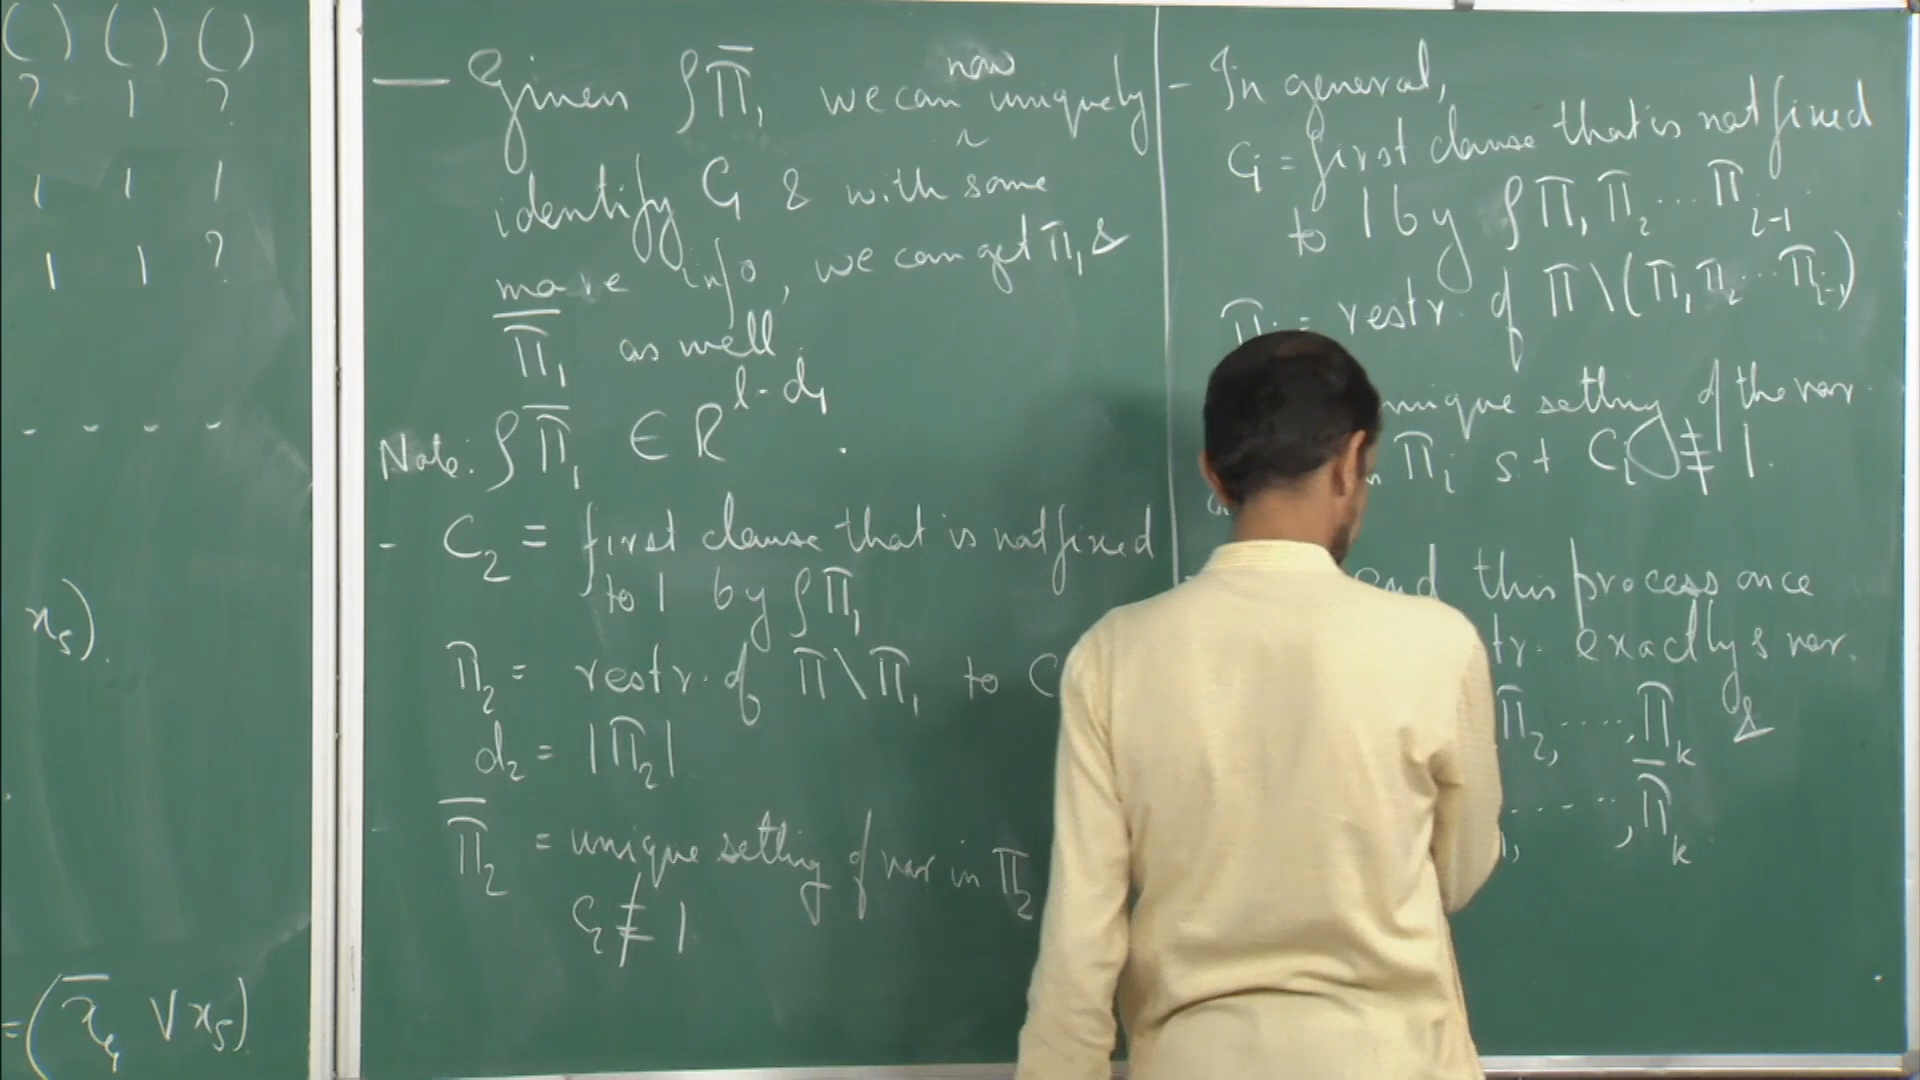 ( ) ( ) ( )
? 1 ?
1 1 1
1 1 ?
- - - -
x₅).
= (x̄₄ ∨ x₅)
— Given ρπ̄₁ we can now uniquely
identify C₁ & with some
more info, we can get π₁ &
π̄₁ as well.
Note: ρπ̄₁ ∈ R^{l-d₁}.
- C₂ = first clause that is not fixed
to 1 by ρπ̄₁
π₂ = restr. of π\π₁ to C
d₂ = |π₂|
π̄₂ = unique setting of var in π₂
C₂ ≢ 1
- In general,
Cᵢ = first clause that is not fixed
to 1 by ρπ̄₁π̄₂...π̄ᵢ₋₁.
πᵢ = restr. of π\(π₁π₂...πᵢ₋₁)
unique setting of the var.
in πᵢ s.t Cᵢ ≢ 1.
end this process once
exactly s var.
π₂, ...., πₖ &
, ...., π̄ₖ